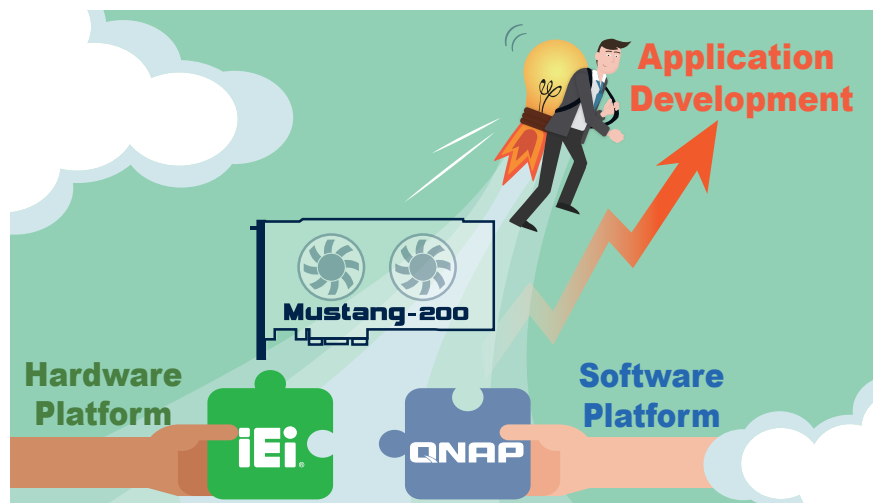 Application
Development
Mustang-200
Hardware
Platform
Software
Platform
iEi®
QNAP